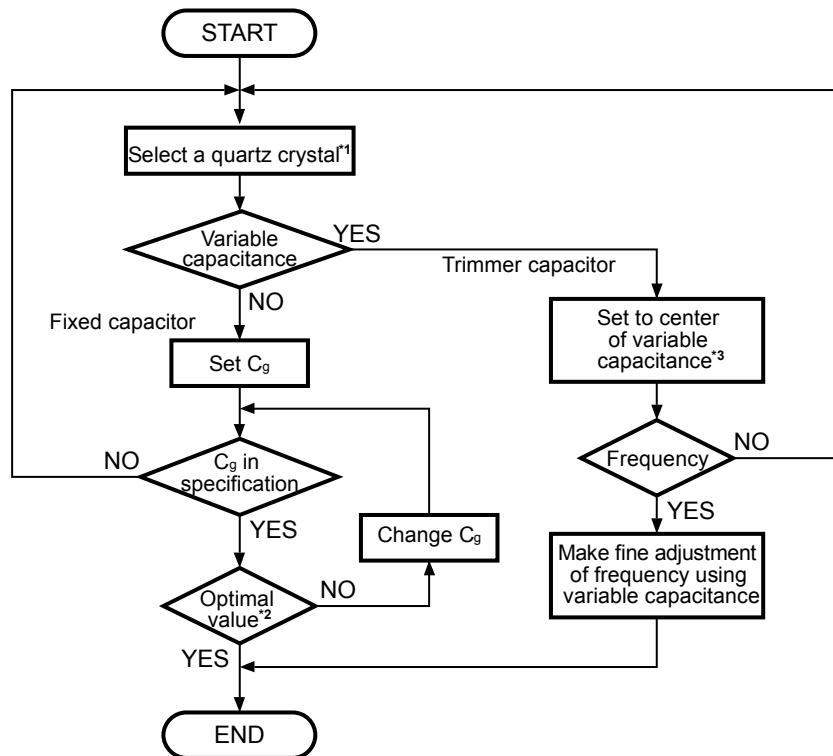 START
Select a quartz crystal*1
Variable
capacitance
YES
Trimmer capacitor
NO
Fixed capacitor
Set Cg
Set to center
of variable
capacitance*3
Cg in
specification
NO
YES
Frequency
NO
YES
Change Cg
Make fine adjustment
of frequency using
variable capacitance
Optimal
value*2
NO
YES
END